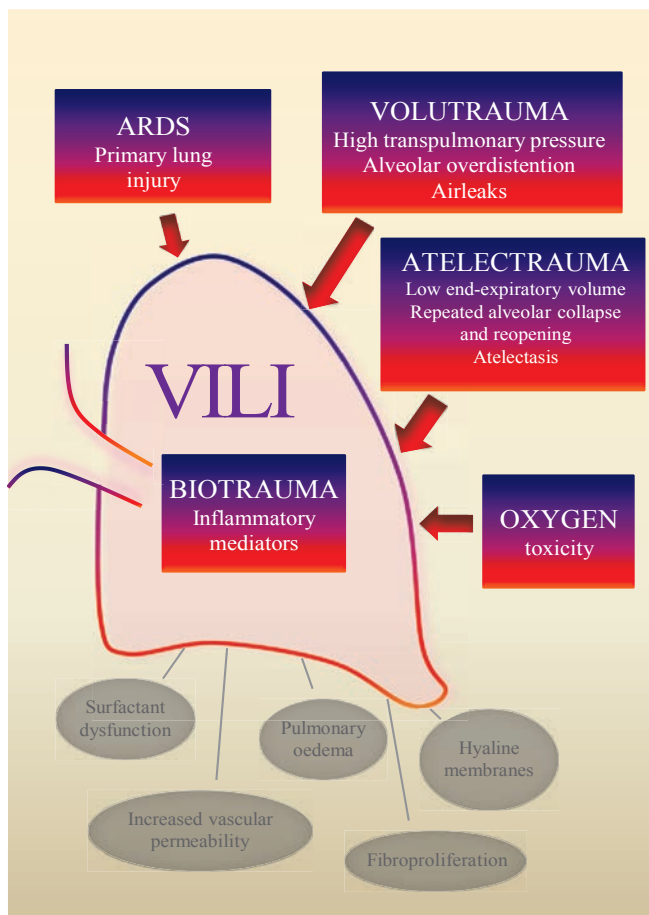 ARDS
Primary lung
injury
VOLUTRAUMA
High transpulmonary pressure
Alveolar overdistention
Airleaks
ATELECTRAUMA
Low end-expiratory volume
Repeated alveolar collapse
and reopening
Atelectasis
VILI
BIOTRAUMA
Inflammatory
mediators
OXYGEN
toxicity
Surfactant
dysfunction
Pulmonary
oedema
Hyaline
membranes
Increased vascular
permeability
Fibroproliferation